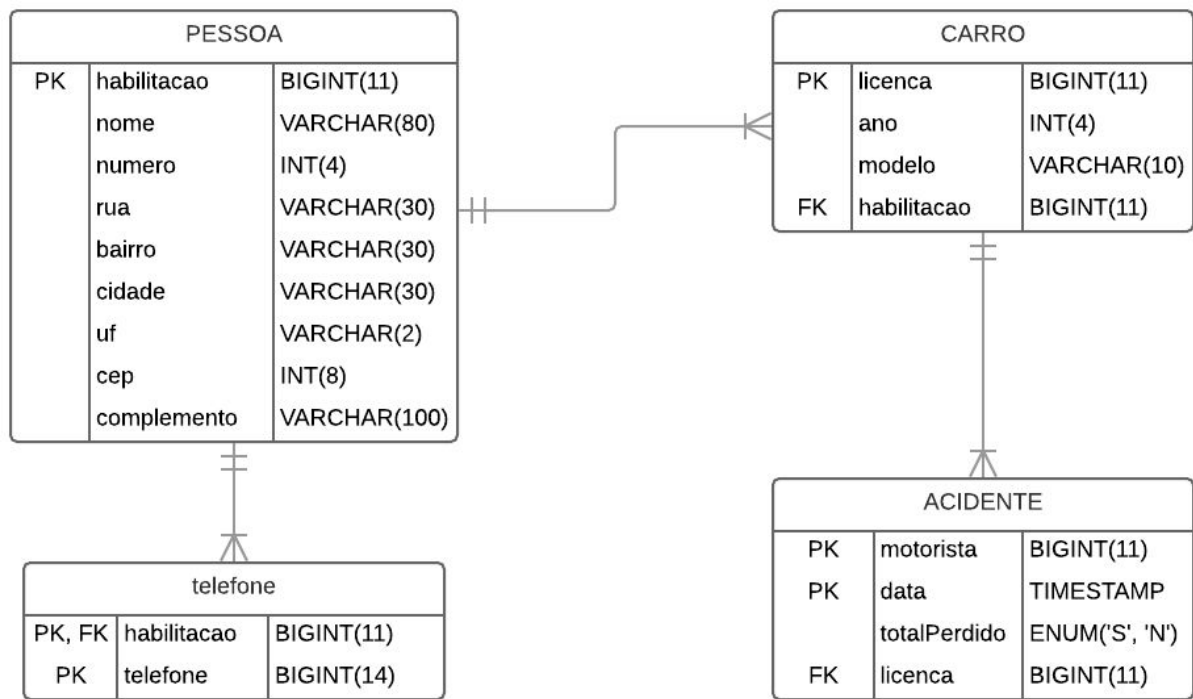 PESSOA
PK habilitacao BIGINT(11)
nome VARCHAR(80)
numero INT(4)
rua VARCHAR(30)
bairro VARCHAR(30)
cidade VARCHAR(30)
uf VARCHAR(2)
cep INT(8)
complemento VARCHAR(100)
CARRO
PK licenca BIGINT(11)
ano INT(4)
modelo VARCHAR(10)
FK habilitacao BIGINT(11)
telefone
PK, FK habilitacao BIGINT(11)
PK telefone BIGINT(14)
ACIDENTE
PK motorista BIGINT(11)
PK data TIMESTAMP
totalPerdido ENUM('S', 'N')
FK licenca BIGINT(11)